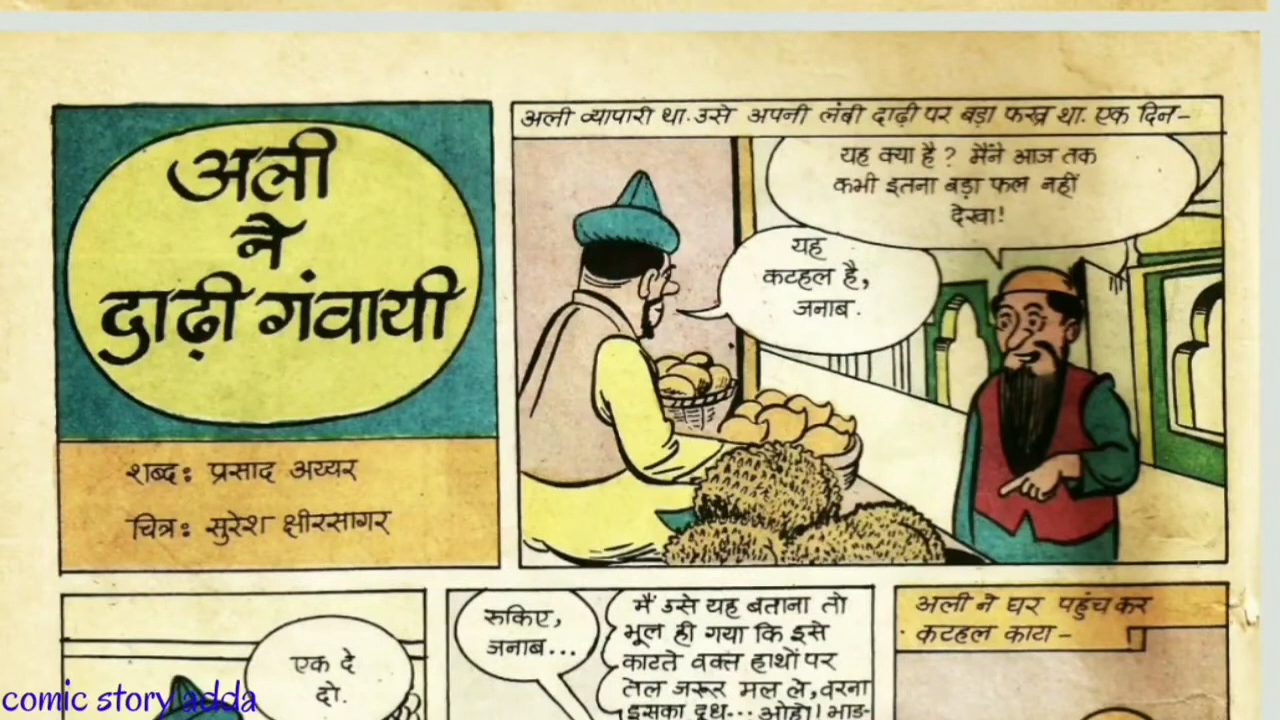 अली
ने
दाढ़ी गंवायी
शब्द: प्रसाद अय्यर
चित्र: सुरेश क्षीरसागर
अली व्यापारी था. उसे अपनी लंबी दाढ़ी पर बड़ा फख्र था. एक दिन-
यह क्या है? मैंने आज तक
कभी इतना बड़ा फल नहीं
देखा!
यह
कटहल है,
जनाब.
एक दे
दो.
रुकिए,
जनाब...
मैं उसे यह बताना तो
भूल ही गया कि इसे
काटते वक्त हाथों पर
तेल जरूर मल ले, वरना
इसका दूध... ओहो! भाड़-
अली ने घर पहुंच कर
कटहल काटा-
comic story adda